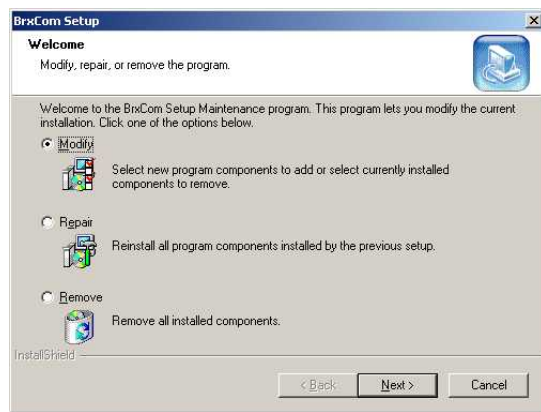 BrxCom Setup
Welcome
Modify, repair, or remove the program.
Welcome to the BrxCom Setup Maintenance program. This program lets you modify the current
installation. Click one of the options below.
Modify
Select new program components to add or select currently installed
components to remove.
Repair
Reinstall all program components installed by the previous setup.
Remove
Remove all installed components.
InstallShield
< Back Next > Cancel